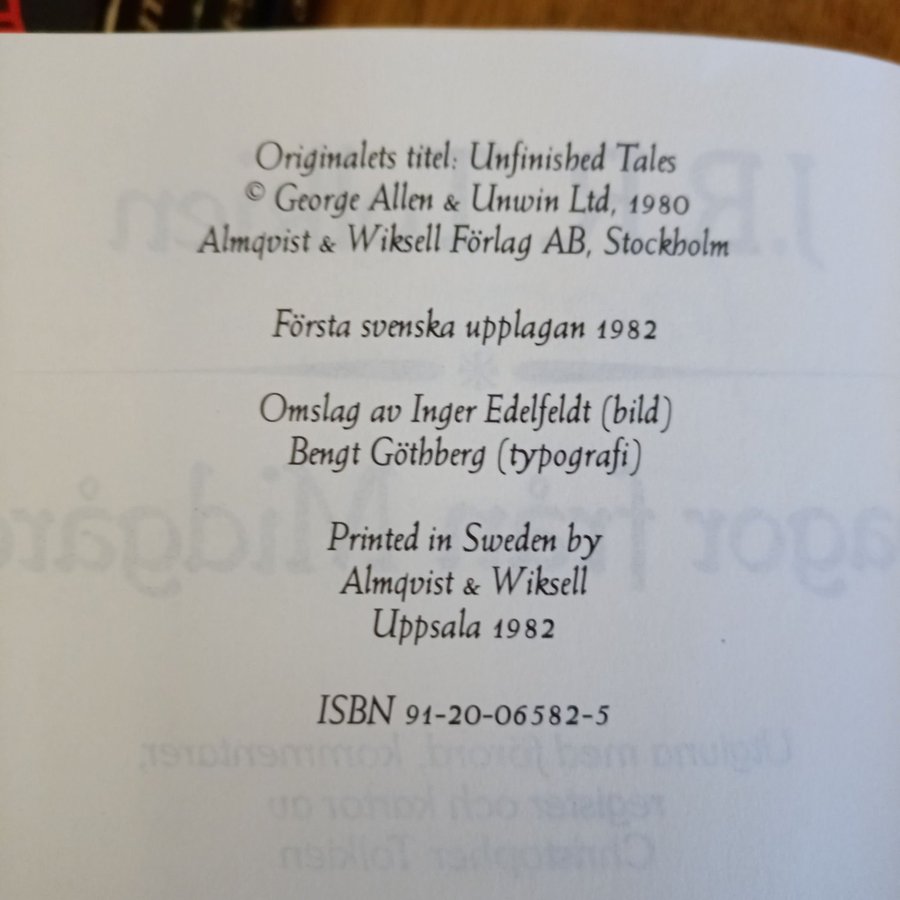 Originalets titel: Unfinished Tales
© George Allen & Unwin Ltd, 1980
Almqvist & Wiksell Förlag AB, Stockholm
Första svenska upplagan 1982
Omslag av Inger Edelfeldt (bild)
Bengt Göthberg (typografi)
Printed in Sweden by
Almqvist & Wiksell
Uppsala 1982
ISBN 91-20-06582-5